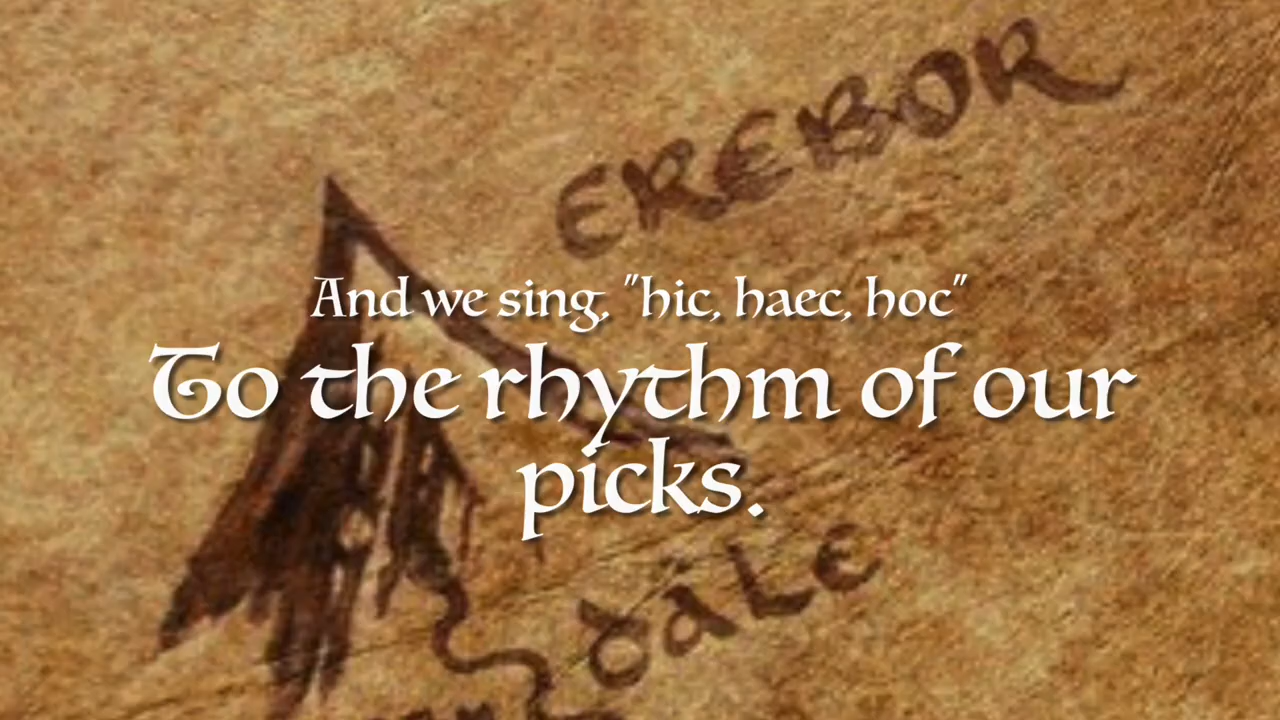 EREBOR
And we sing, "hic, haec, hoc"
To the rhythm of our
picks.
DALE